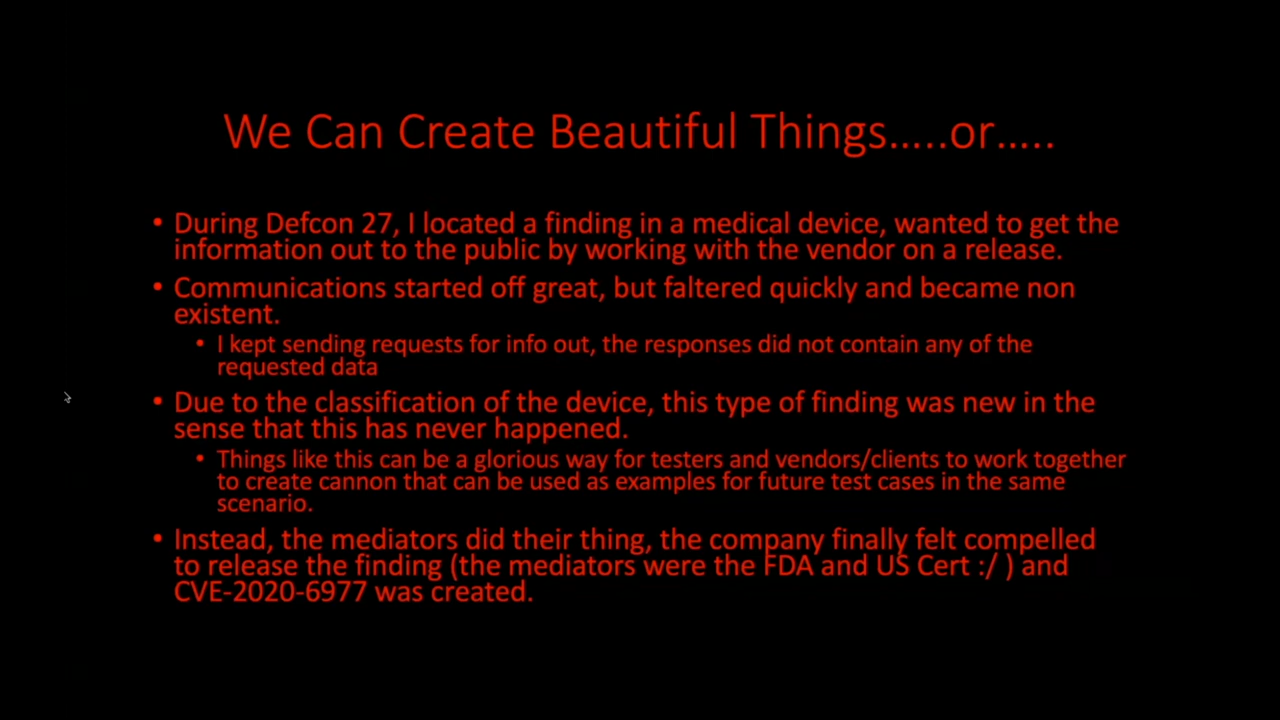 We Can Create Beautiful Things…..or…..
• During Defcon 27, I located a finding in a medical device, wanted to get the
information out to the public by working with the vendor on a release.
• Communications started off great, but faltered quickly and became non
existent.
• I kept sending requests for info out, the responses did not contain any of the
requested data
• Due to the classification of the device, this type of finding was new in the
sense that this has never happened.
• Things like this can be a glorious way for testers and vendors/clients to work together
to create cannon that can be used as examples for future test cases in the same
scenario.
• Instead, the mediators did their thing, the company finally felt compelled
to release the finding (the mediators were the FDA and US Cert :/ ) and
CVE-2020-6977 was created.